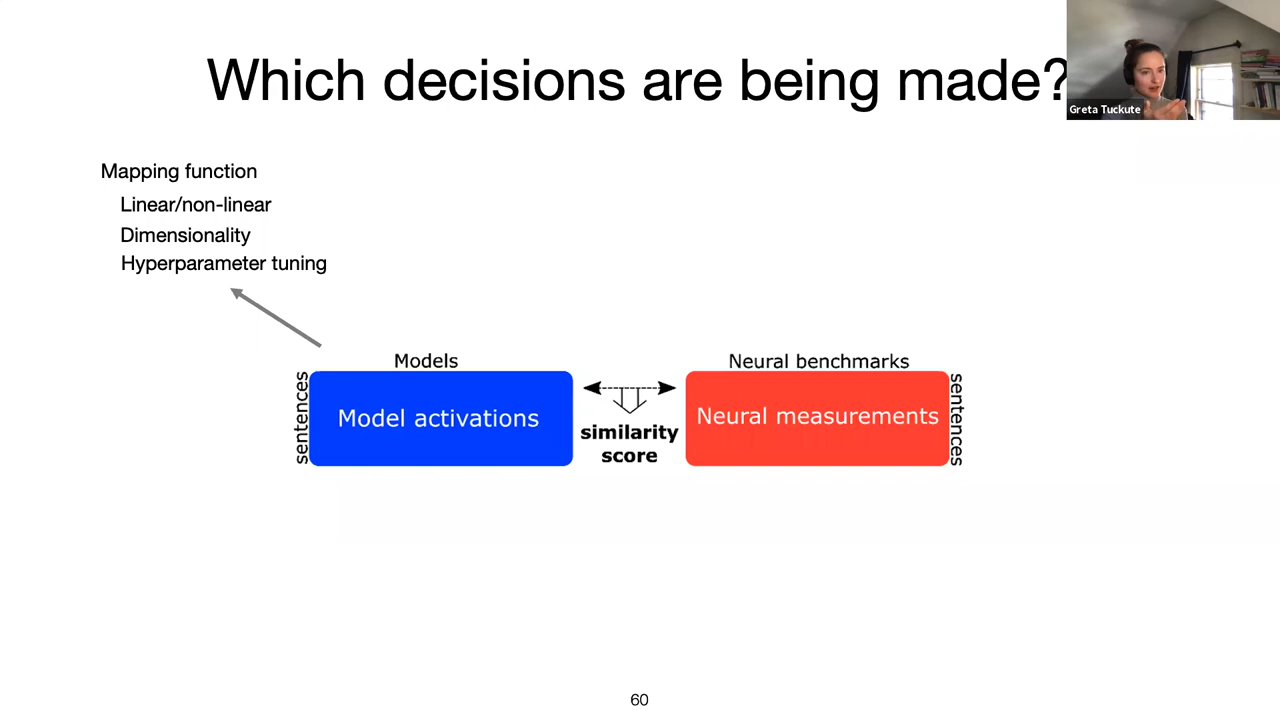 Which decisions are being made?
Greta Tuckute
Mapping function
Linear/non-linear
Dimensionality
Hyperparameter tuning
Models
Neural benchmarks
sentences
Model activations
similarity
score
Neural measurements
sentences
60